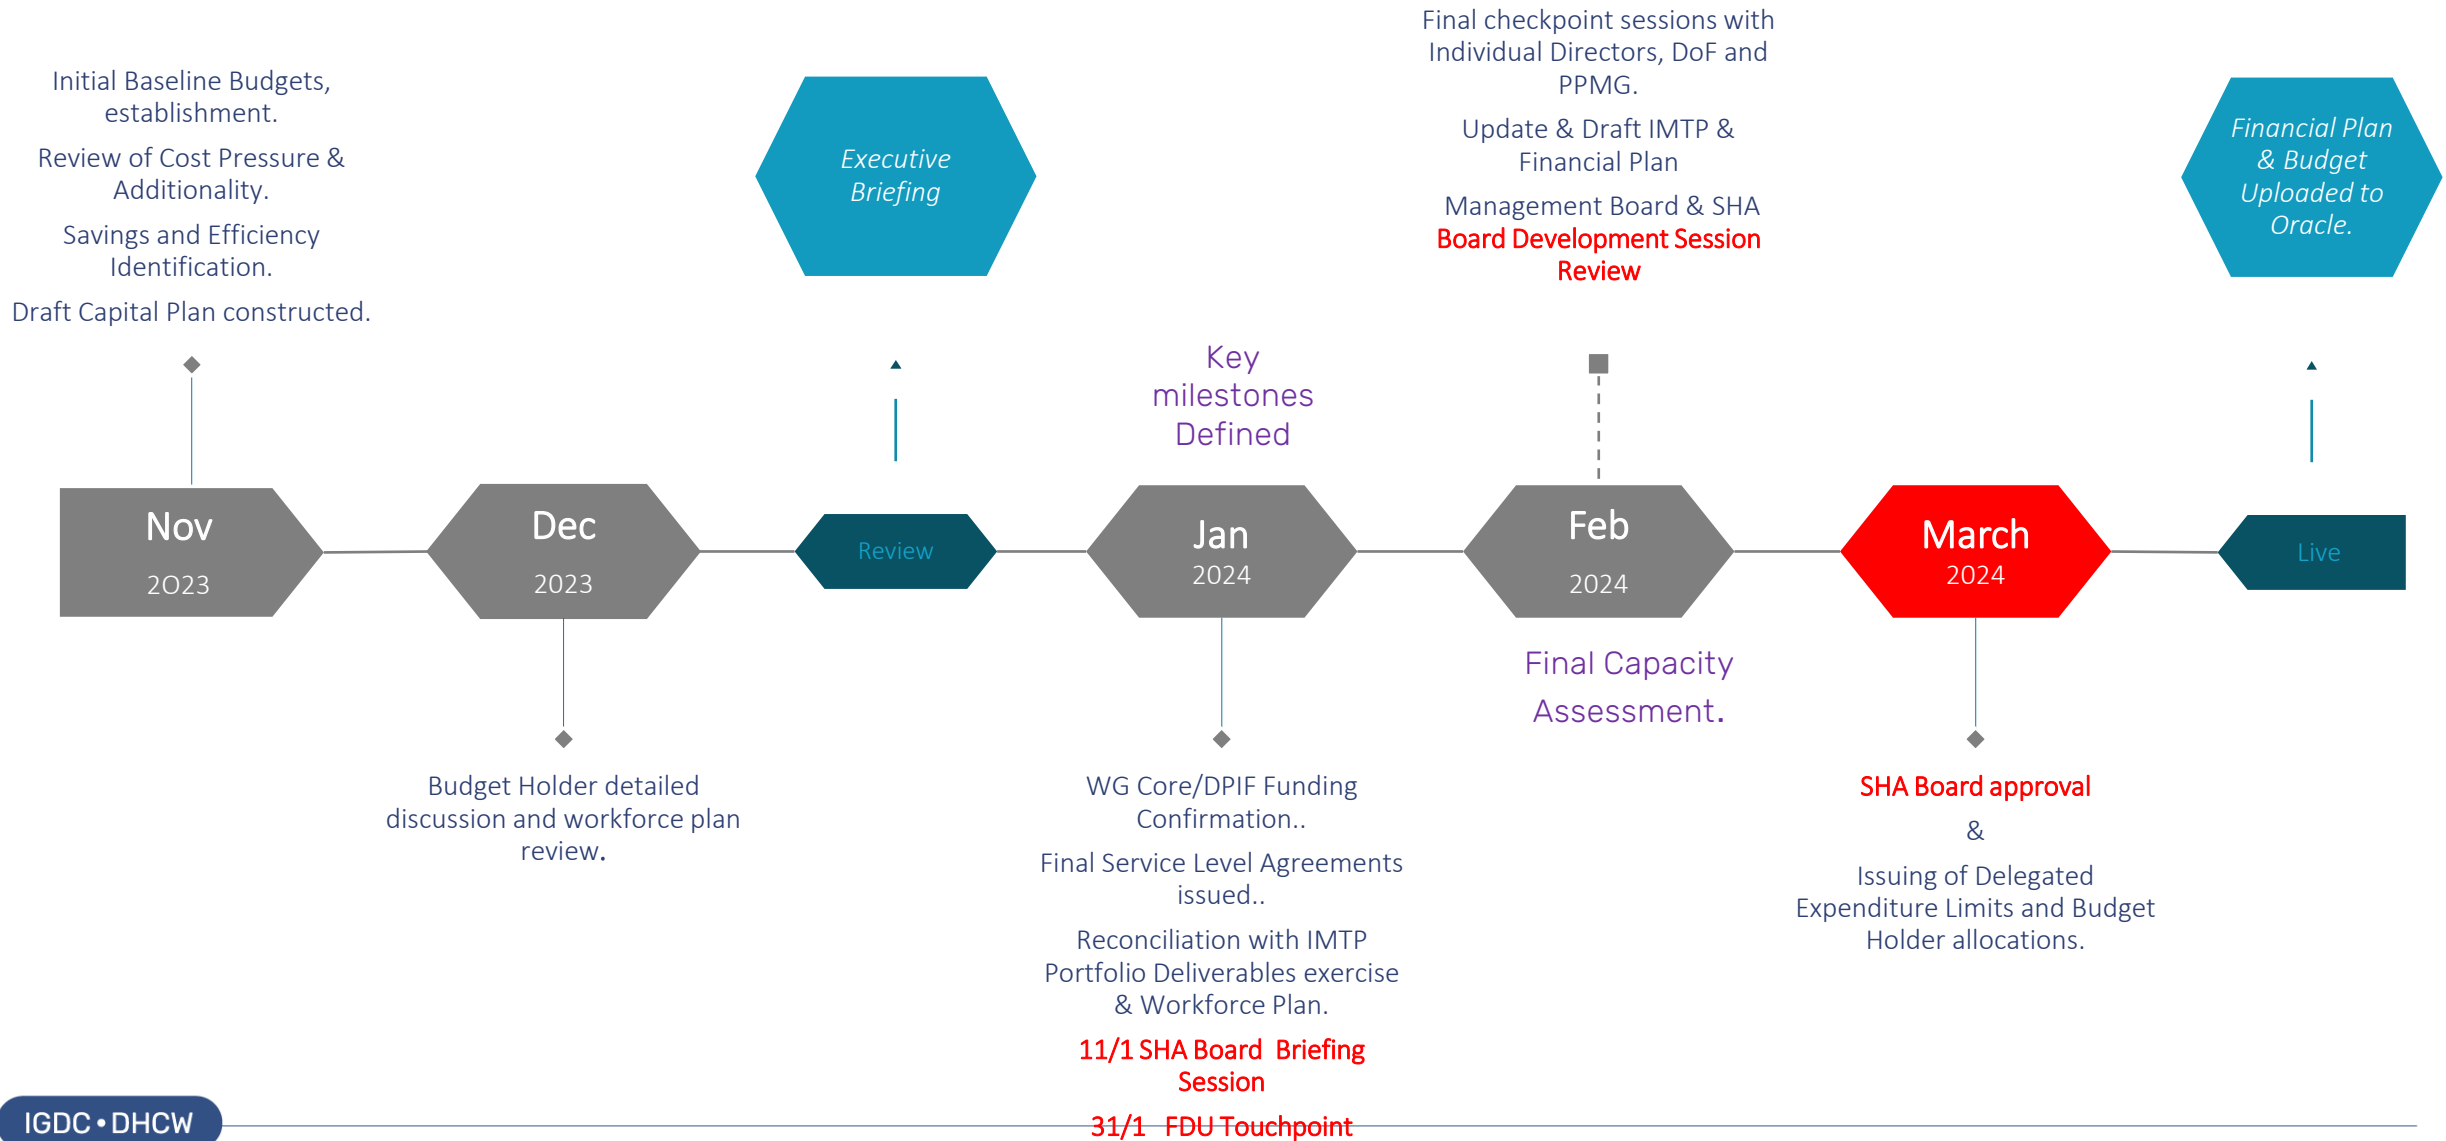 Initial Baseline Budgets,
establishment.
Review of Cost Pressure &
Additionality.
Savings and Efficiency
Identification.
Draft Capital Plan constructed.
Executive
Briefing
Key
milestones
Defined
Final checkpoint sessions with
Individual Directors, DoF and
PPMG.
Update & Draft IMTP &
Financial Plan
Management Board & SHA
Board Development Session
Review
Financial Plan
& Budget
Uploaded to
Oracle.
Nov
2O23
Dec
2023
Review
Jan
2024
Feb
2024
March
2024
Live
Budget Holder detailed
discussion and workforce plan
review.
WG Core/DPIF Funding
Confirmation..
Final Service Level Agreements
issued..
Reconciliation with IMTP
Portfolio Deliverables exercise
& Workforce Plan.
11/1 SHA Board Briefing
Session
31/1 FDU Touchpoint
Final Capacity
Assessment.
SHA Board approval
&
Issuing of Delegated
Expenditure Limits and Budget
Holder allocations.
IGDC•DHCW